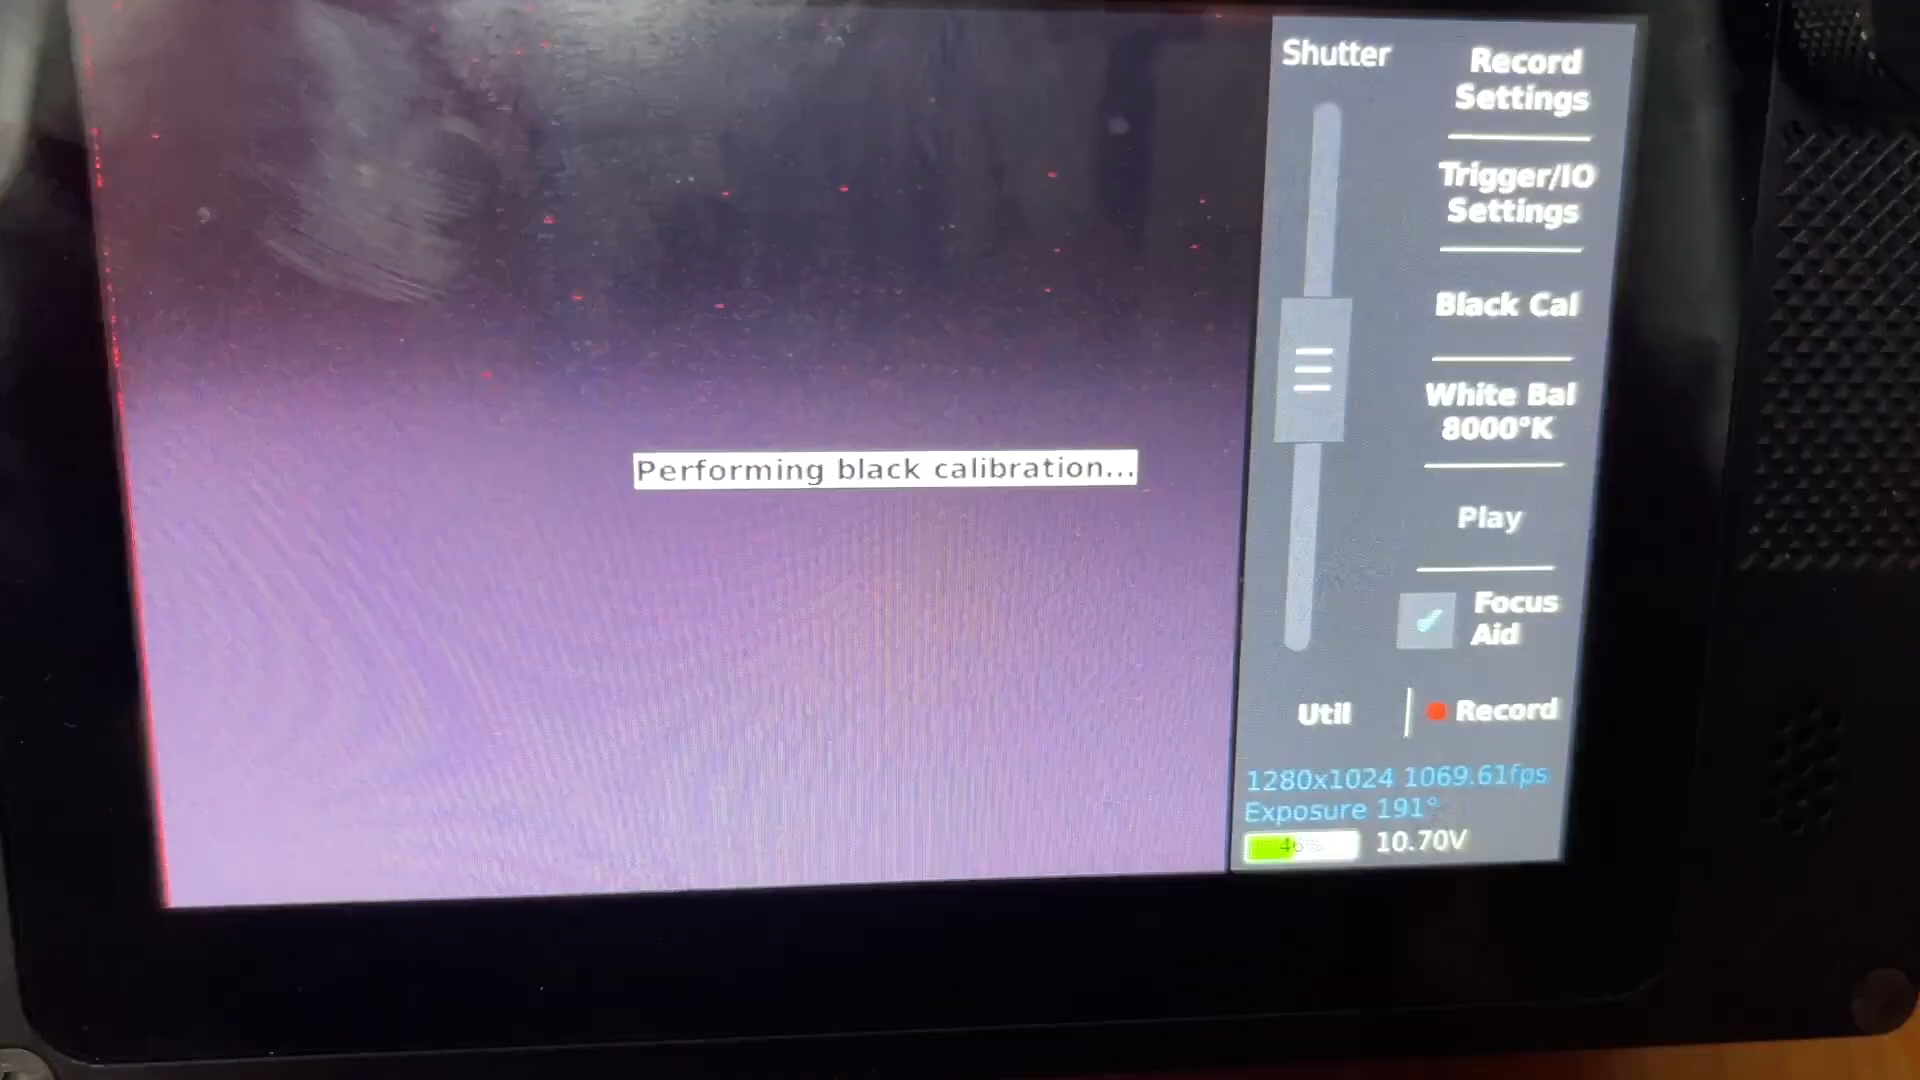 Shutter
Record
Settings
Trigger/IO
Settings
Black Cal
White Bal
8000°K
Performing black calibration...
Play
Focus
Aid
Util
Record
1280x1024 1069.61fps
Exposure 191°
46%
10.70V